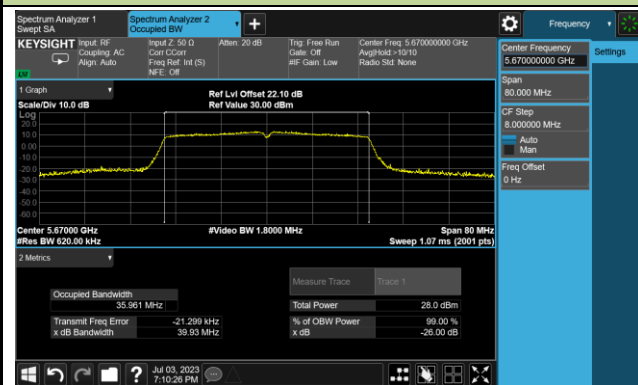 Spectrum Analyzer 1
Swept SA
Spectrum Analyzer 2
Occupied BW
Frequency
KEYSIGHT
Input: RF
Coupling: AC
Align: Auto
Input Z: 50 Ω
Corr CCorr
Freq Ref: Int (S)
NFE: Off
Atten: 20 dB
Trig: Free Run
Gate: Off
#IF Gain: Low
Center Freq: 5.670000000 GHz
Avg|Hold:>10/10
Radio Std: None
Center Frequency
5.670000000 GHz
Settings
Span
80.000 MHz
CF Step
8.000000 MHz
Auto
Man
Freq Offset
0 Hz
1 Graph
Scale/Div 10.0 dB
Ref Lvl Offset 22.10 dB
Ref Value 30.00 dBm
Log
20.0
10.0
0.00
-10.0
-20.0
-30.0
-40.0
-50.0
-60.0
Center 5.67000 GHz
#Res BW 620.00 kHz
#Video BW 1.8000 MHz
Span 80 MHz
Sweep 1.07 ms (2001 pts)
2 Metrics
Measure Trace
Trace 1
Occupied Bandwidth
35.961 MHz
Total Power
28.0 dBm
Transmit Freq Error
-21.299 kHz
% of OBW Power
99.00 %
x dB Bandwidth
39.93 MHz
x dB
-26.00 dB
Jul 03, 2023
7:10:26 PM